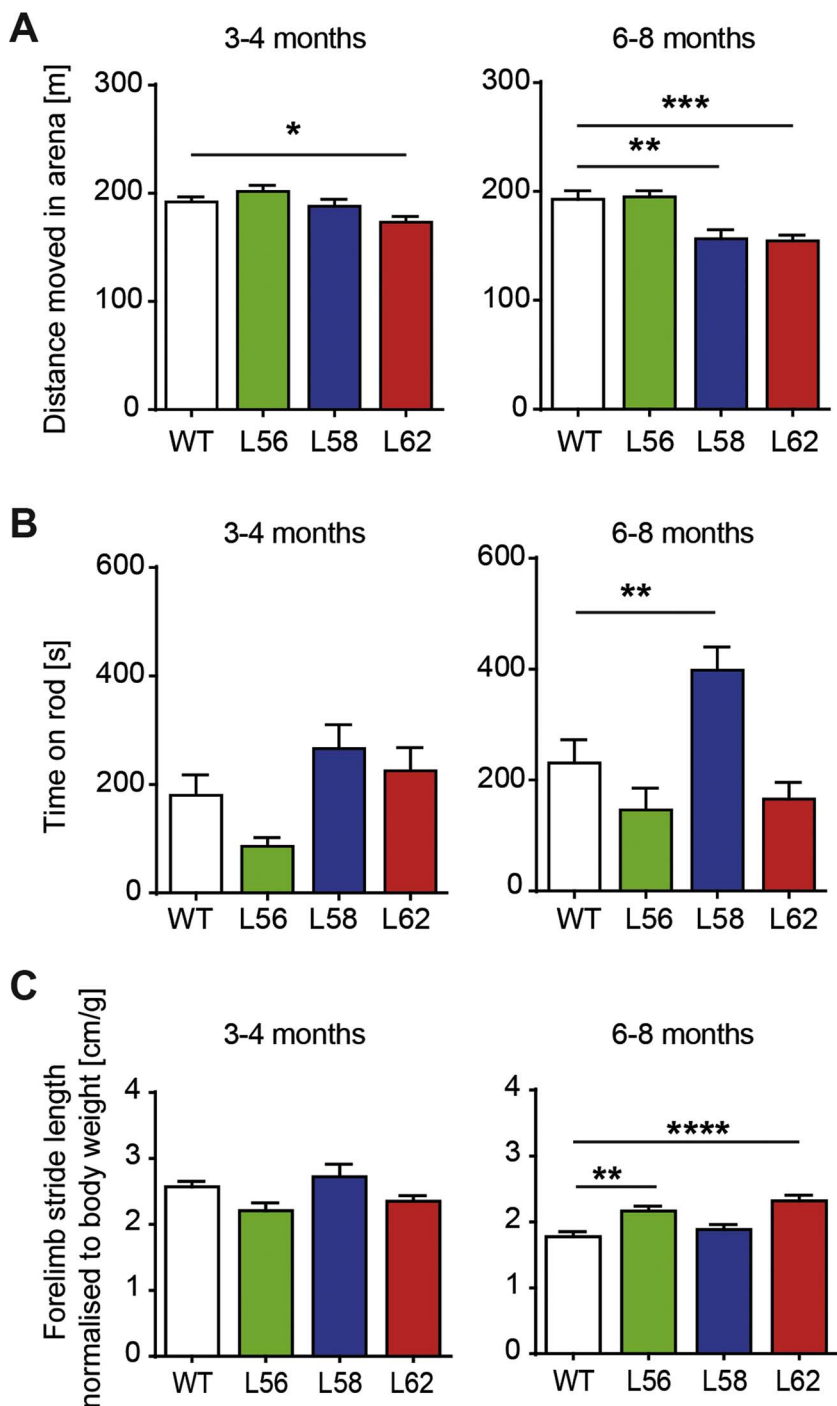 A
3-4 months
6-8 months
Distance moved in arena [m]
300
200
100
0
*
WT L56 L58 L62
300
200
100
0
***
**
WT L56 L58 L62
B
3-4 months
6-8 months
Time on rod [s]
600
400
200
0
WT L56 L58 L62
600
400
200
0
**
WT L56 L58 L62
C
3-4 months
6-8 months
Forelimb stride length
normalised to body weight [cm/g]
4
3
2
1
0
WT L56 L58 L62
4
3
2
1
0
****
**
WT L56 L58 L62